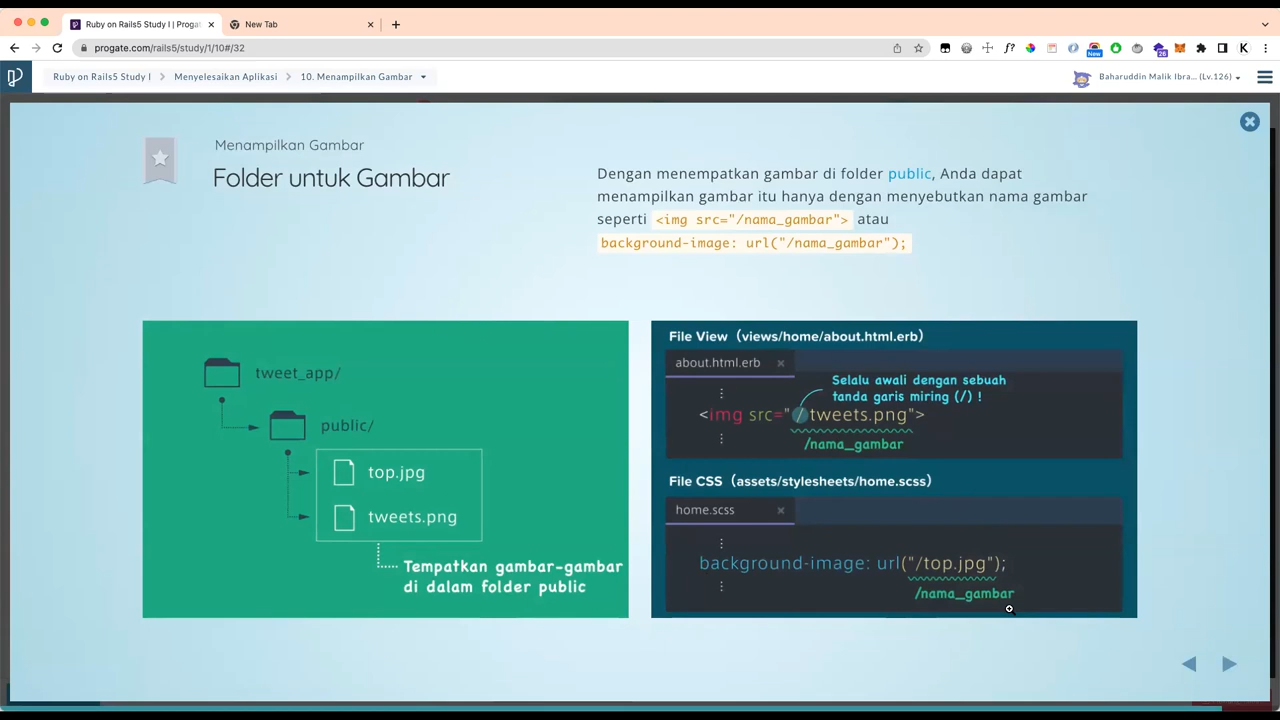 Ruby on Rails5 Study I | Progat
New Tab
progate.com/rails5/study/1/10#/32
f?
New
26
K
Ruby on Rails5 Study I
Menyelesaikan Aplikasi
10. Menampilkan Gambar
Baharuddin Malik Ibra... (Lv.126)
Menampilkan Gambar
Folder untuk Gambar
Dengan menempatkan gambar di folder public, Anda dapat
menampilkan gambar itu hanya dengan menyebutkan nama gambar
seperti <img src="/nama_gambar"> atau
background-image: url("/nama_gambar");
tweet_app/
public/
top.jpg
tweets.png
Tempatkan gambar-gambar
di dalam folder public
File View (views/home/about.html.erb)
about.html.erb
Selalu awali dengan sebuah
tanda garis miring (/) !
<img src="/tweets.png">
/nama_gambar
File CSS (assets/stylesheets/home.scss)
home.scss
background-image: url("/top.jpg");
/nama_gambar